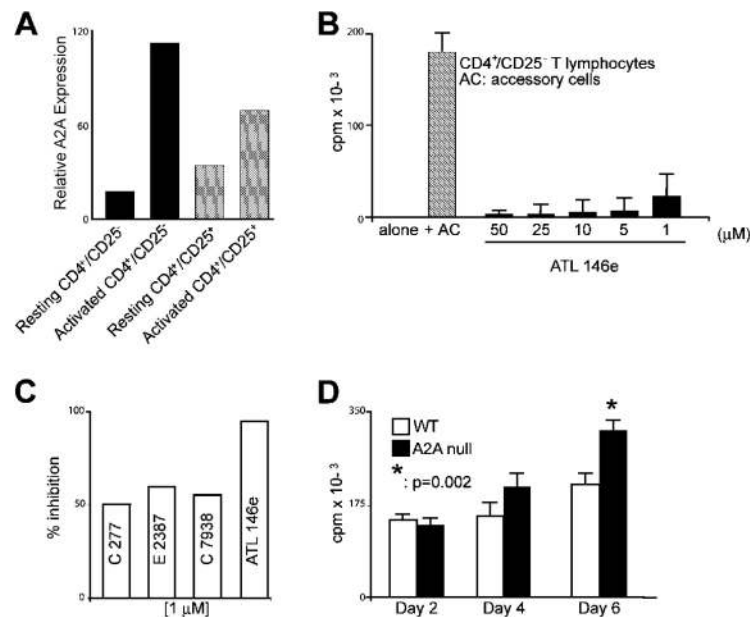 A
Relative A2A Expression
120
60
0
Resting CD4⁺/CD25⁻
Activated CD4⁺/CD25⁻
Resting CD4⁺/CD25⁺
Activated CD4⁺/CD25⁺
B
cpm x 10⁻³
200
100
0
CD4⁺/CD25⁻ T lymphocytes
AC: accessory cells
alone + AC 50 25 10 5 1 (µM)
ATL 146e
C
% inhibition
100
50
0
C 277
E 2387
C 7938
ATL 146e
[1 µM]
D
cpm x 10⁻³
350
175
0
WT
A2A null
* : p=0.002
*
Day 2 Day 4 Day 6